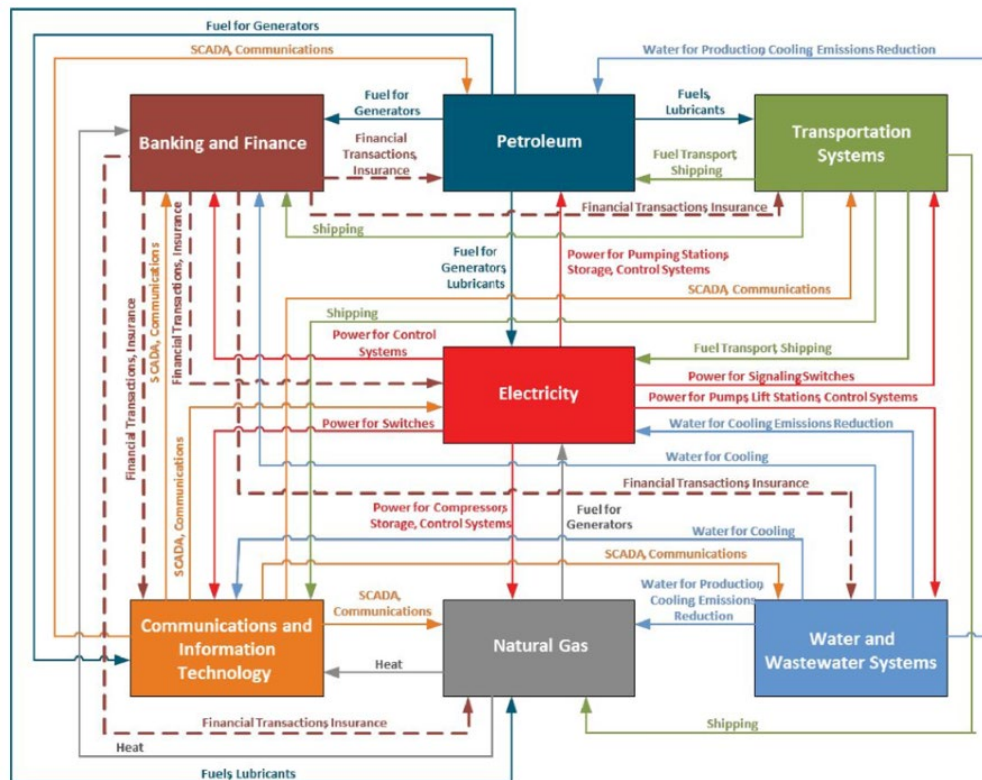 Fuel for Generators
SCADA, Communications
Water for Production, Cooling Emissions Reduction
Fuel for
Generators
Fuels,
Lubricants
Banking and Finance
Financial
Transactions,
Insurance
Petroleum
Transportation
Systems
Fuel Transport,
Shipping
Financial Transactions, Insurance
Shipping
Fuel for
Generators,
Lubricants
Power for Pumping Stations,
Storage, Control Systems
SCADA, Communications
Financial Transactions, Insurance
SCADA, Communications
Financial Transactions, Insurance
Shipping
Power for Control
Systems
Fuel Transport, Shipping
Electricity
Power for Signaling Switches
Power for Pumps, Lift Stations, Control Systems
Power for Switches
Water for Cooling Emissions Reduction
Water for Cooling
SCADA, Communications
Financial Transactions, Insurance
Power for Compressors,
Storage, Control Systems
Fuel for
Generators
Water for Cooling
SCADA, Communications
Water for Production,
Cooling, Emissions
Reduction
SCADA,
Communications
Communications and
Information
Technology
Natural Gas
Water and
Wastewater Systems
Heat
Financial Transactions, Insurance
Shipping
Heat
Fuels, Lubricants